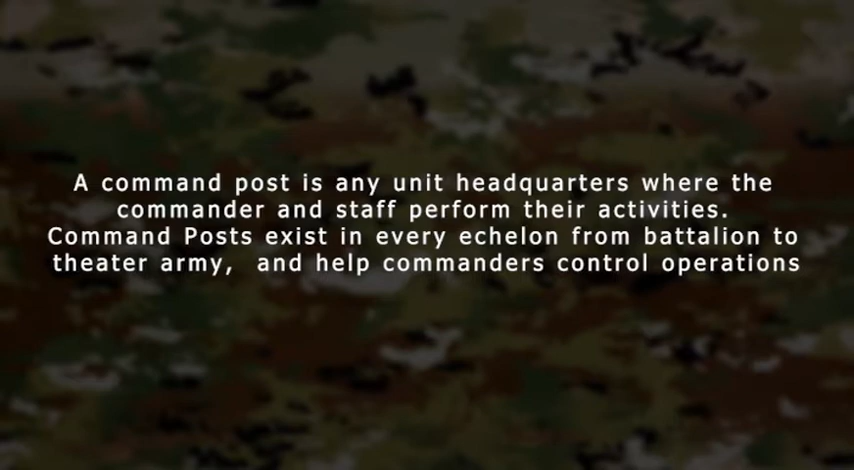 A command post is any unit headquarters where the
commander and staff perform their activities.
Command Posts exist in every echelon from battalion to
theater army,  and help commanders control operations